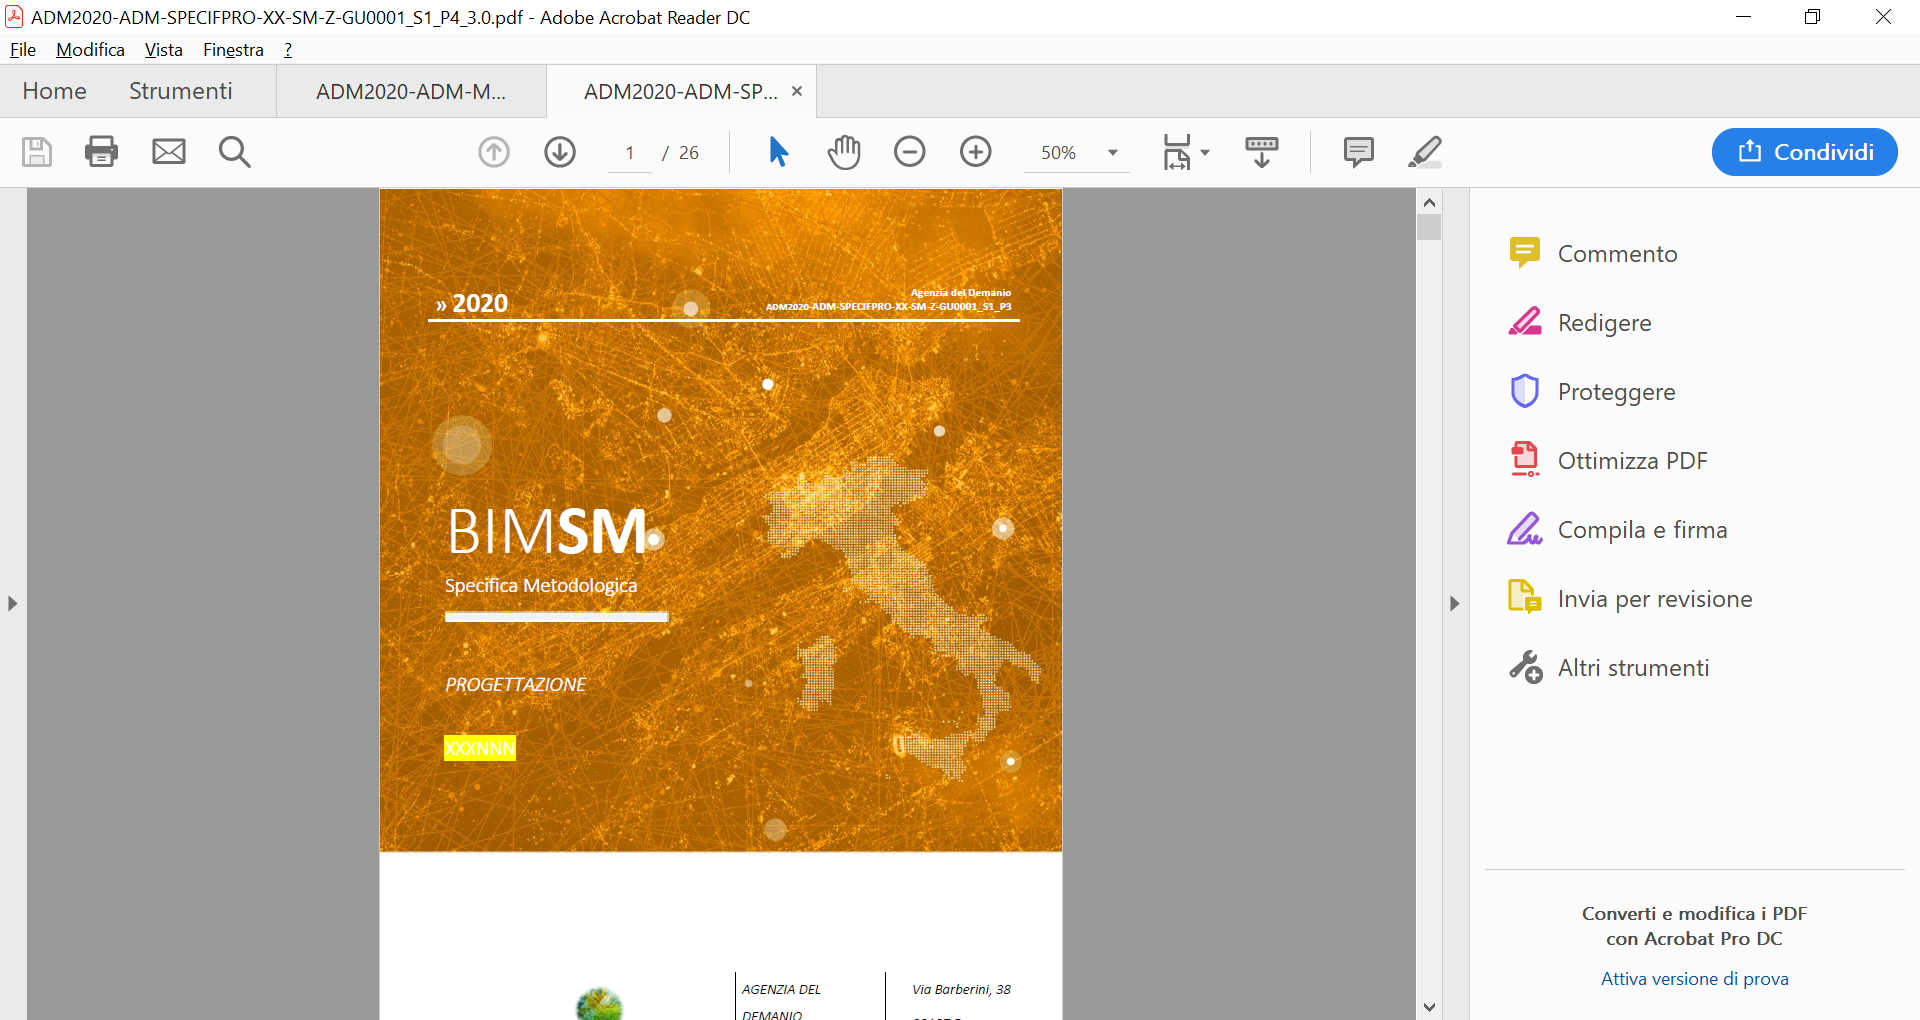 ADM2020-ADM-SPECIFPRO-XX-SM-Z-GU0001_S1_P4_3.0.pdf - Adobe Acrobat Reader DC
File Modifica Vista Finestra ?
Home Strumenti ADM2020-ADM-M... ADM2020-ADM-SP... ×
1 / 26 50% Condividi
» 2020
Agenzia del Demanio
ADM2020-ADM-SPECIFPRO-XX-SM-Z-GU0001_S1_P3
BIMSM
Specifica Metodologica
PROGETTAZIONE
XXXNNN
AGENZIA DEL
DEMANIO
Via Barberini, 38
Commento
Redigere
Proteggere
Ottimizza PDF
Compila e firma
Invia per revisione
Altri strumenti
Converti e modifica i PDF
con Acrobat Pro DC
Attiva versione di prova